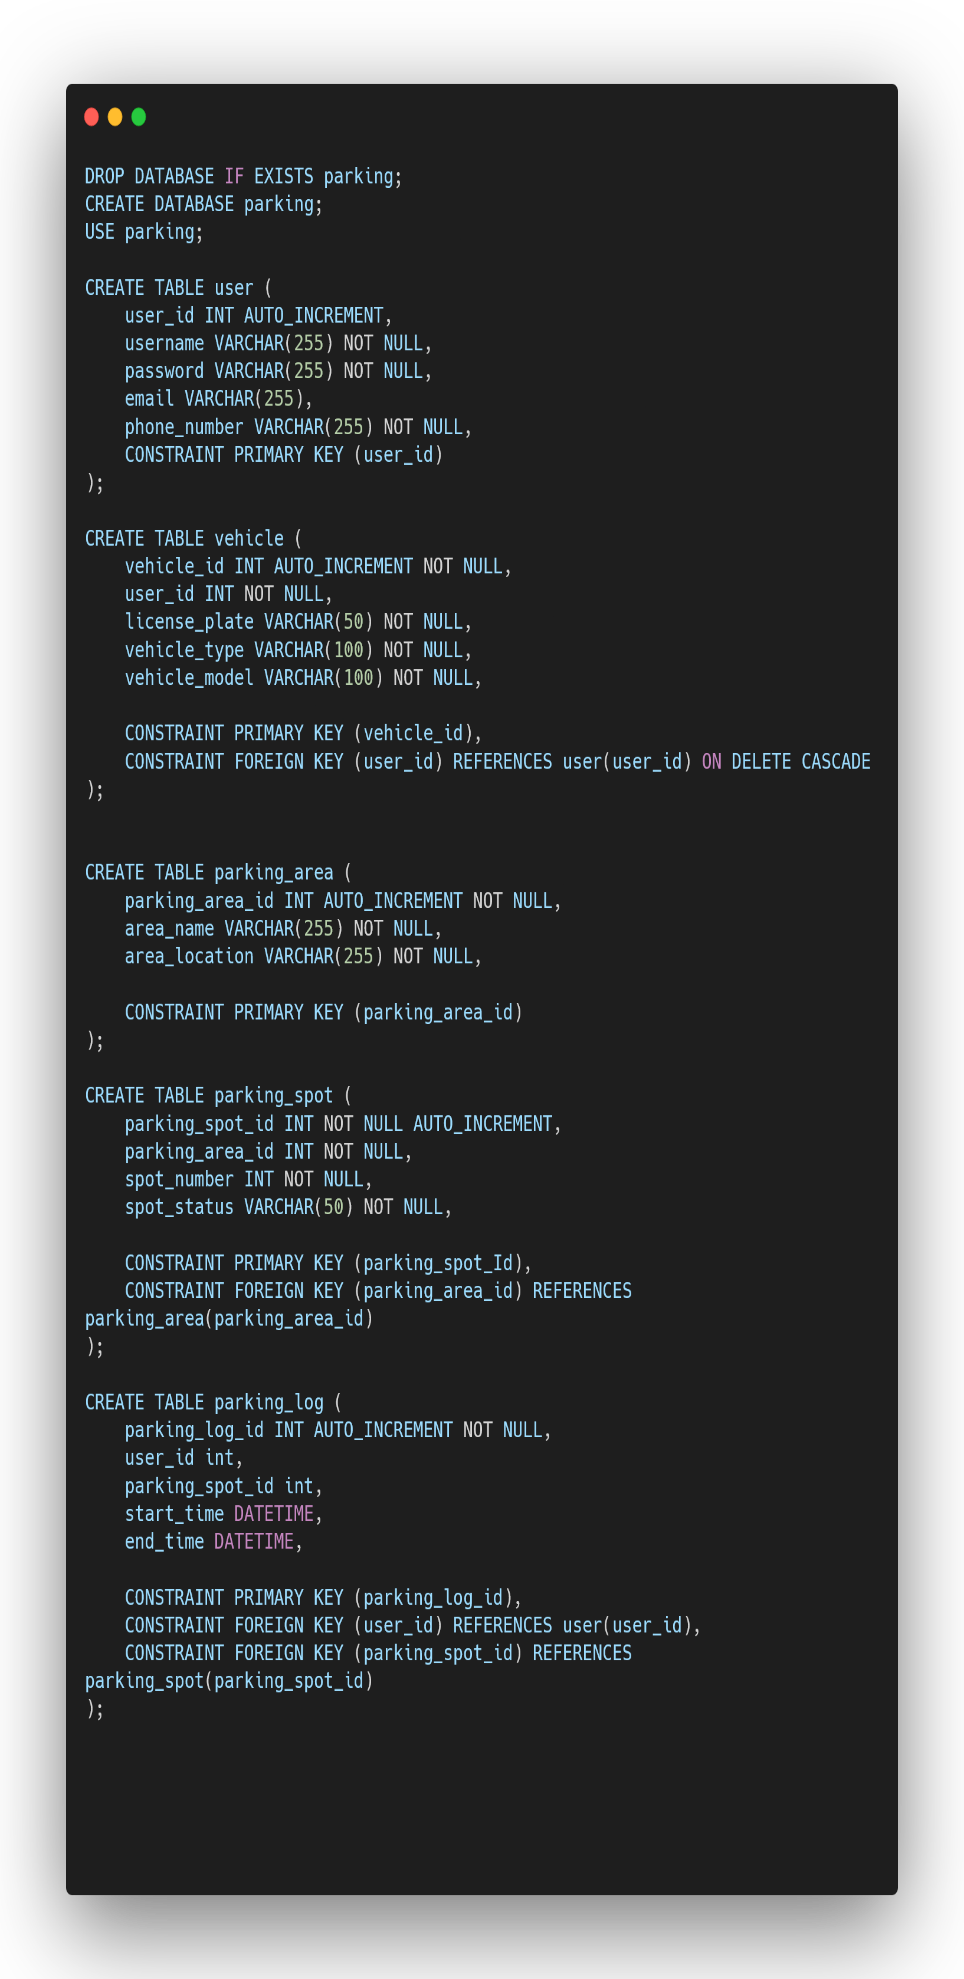 DROP DATABASE IF EXISTS parking;
CREATE DATABASE parking;
USE parking;

CREATE TABLE user (
    user_id INT AUTO_INCREMENT,
    username VARCHAR(255) NOT NULL,
    password VARCHAR(255) NOT NULL,
    email VARCHAR(255),
    phone_number VARCHAR(255) NOT NULL,
    CONSTRAINT PRIMARY KEY (user_id)
);

CREATE TABLE vehicle (
    vehicle_id INT AUTO_INCREMENT NOT NULL,
    user_id INT NOT NULL,
    license_plate VARCHAR(50) NOT NULL,
    vehicle_type VARCHAR(100) NOT NULL,
    vehicle_model VARCHAR(100) NOT NULL,

    CONSTRAINT PRIMARY KEY (vehicle_id),
    CONSTRAINT FOREIGN KEY (user_id) REFERENCES user(user_id) ON DELETE CASCADE
);


CREATE TABLE parking_area (
    parking_area_id INT AUTO_INCREMENT NOT NULL,
    area_name VARCHAR(255) NOT NULL,
    area_location VARCHAR(255) NOT NULL,

    CONSTRAINT PRIMARY KEY (parking_area_id)
);

CREATE TABLE parking_spot (
    parking_spot_id INT NOT NULL AUTO_INCREMENT,
    parking_area_id INT NOT NULL,
    spot_number INT NOT NULL,
    spot_status VARCHAR(50) NOT NULL,

    CONSTRAINT PRIMARY KEY (parking_spot_Id),
    CONSTRAINT FOREIGN KEY (parking_area_id) REFERENCES
parking_area(parking_area_id)
);

CREATE TABLE parking_log (
    parking_log_id INT AUTO_INCREMENT NOT NULL,
    user_id int,
    parking_spot_id int,
    start_time DATETIME,
    end_time DATETIME,

    CONSTRAINT PRIMARY KEY (parking_log_id),
    CONSTRAINT FOREIGN KEY (user_id) REFERENCES user(user_id),
    CONSTRAINT FOREIGN KEY (parking_spot_id) REFERENCES
parking_spot(parking_spot_id)
);